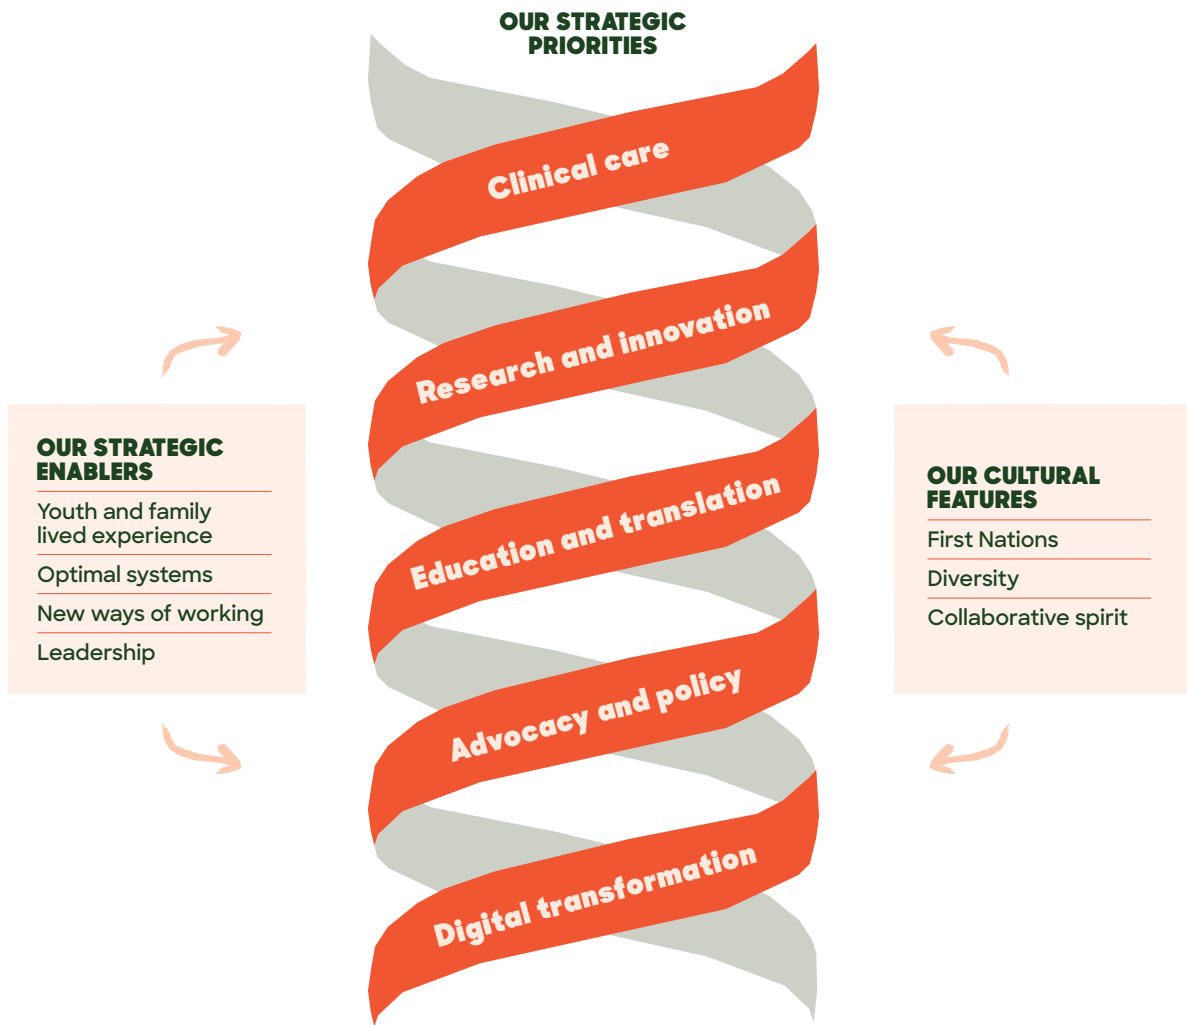 OUR STRATEGIC
PRIORITIES
Clinical care
Research and innovation
Education and translation
Advocacy and policy
Digital transformation
OUR STRATEGIC
ENABLERS
Youth and family
lived experience
Optimal systems
New ways of working
Leadership
OUR CULTURAL
FEATURES
First Nations
Diversity
Collaborative spirit